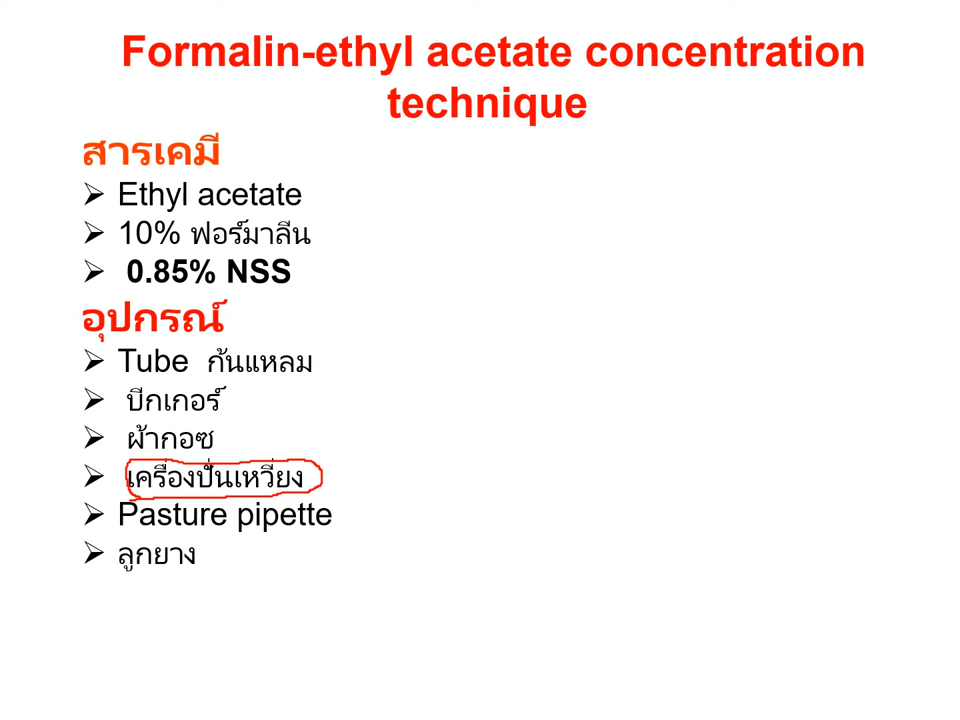 Formalin-ethyl acetate concentration
technique
สารเคมี
Ethyl acetate
10% ฟอร์มาลีน
0.85% NSS
อุปกรณ์
Tube ก้นแหลม
บีกเกอร์
ผ้ากอซ
เครื่องปั่นเหวี่ยง
Pasture pipette
ลูกยาง